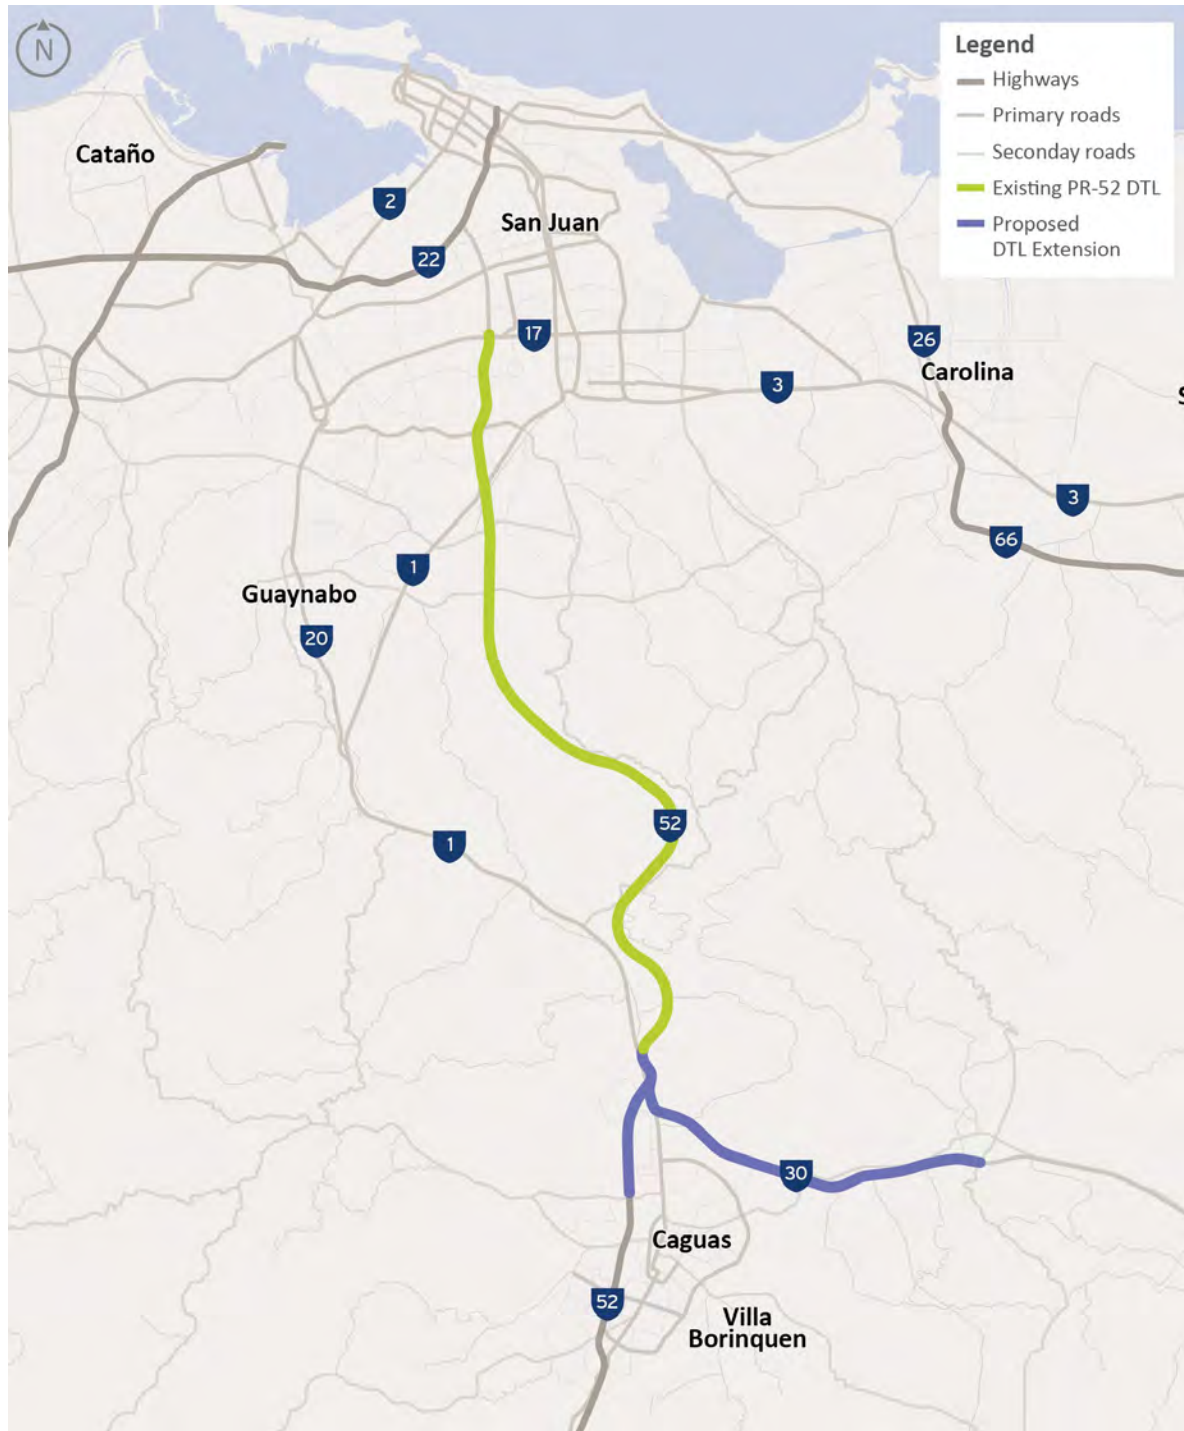 N
Legend
Highways
Primary roads
Seconday roads
Existing PR-52 DTL
Proposed
DTL Extension
Cataño
2
San Juan
22
17
26
Carolina
3
S
3
66
1
Guaynabo
20
52
1
30
Caguas
52
Villa
Borinquen